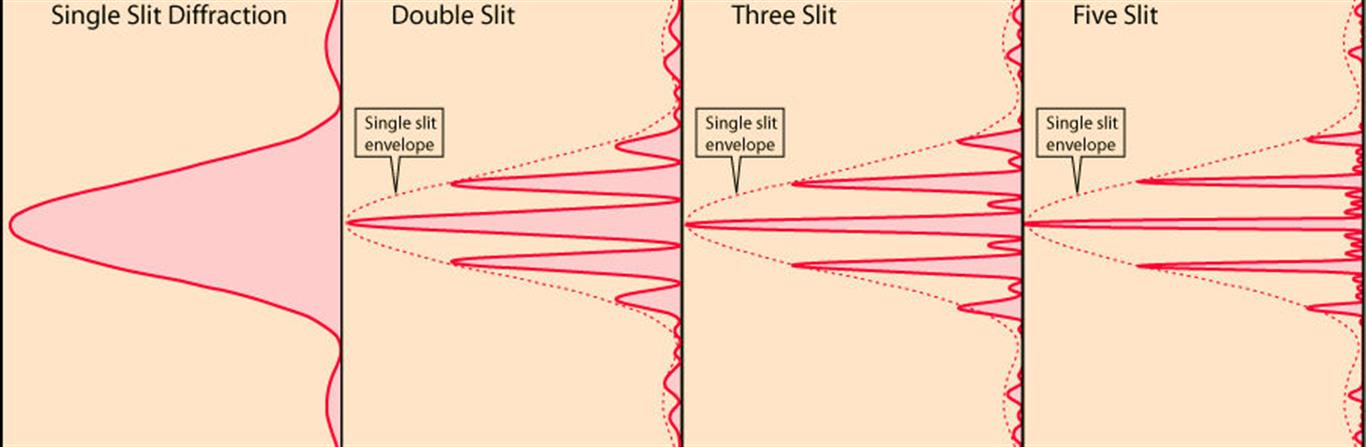 Single Slit Diffraction
Double Slit
Three Slit
Five Slit
Single slit
envelope
Single slit
envelope
Single slit
envelope